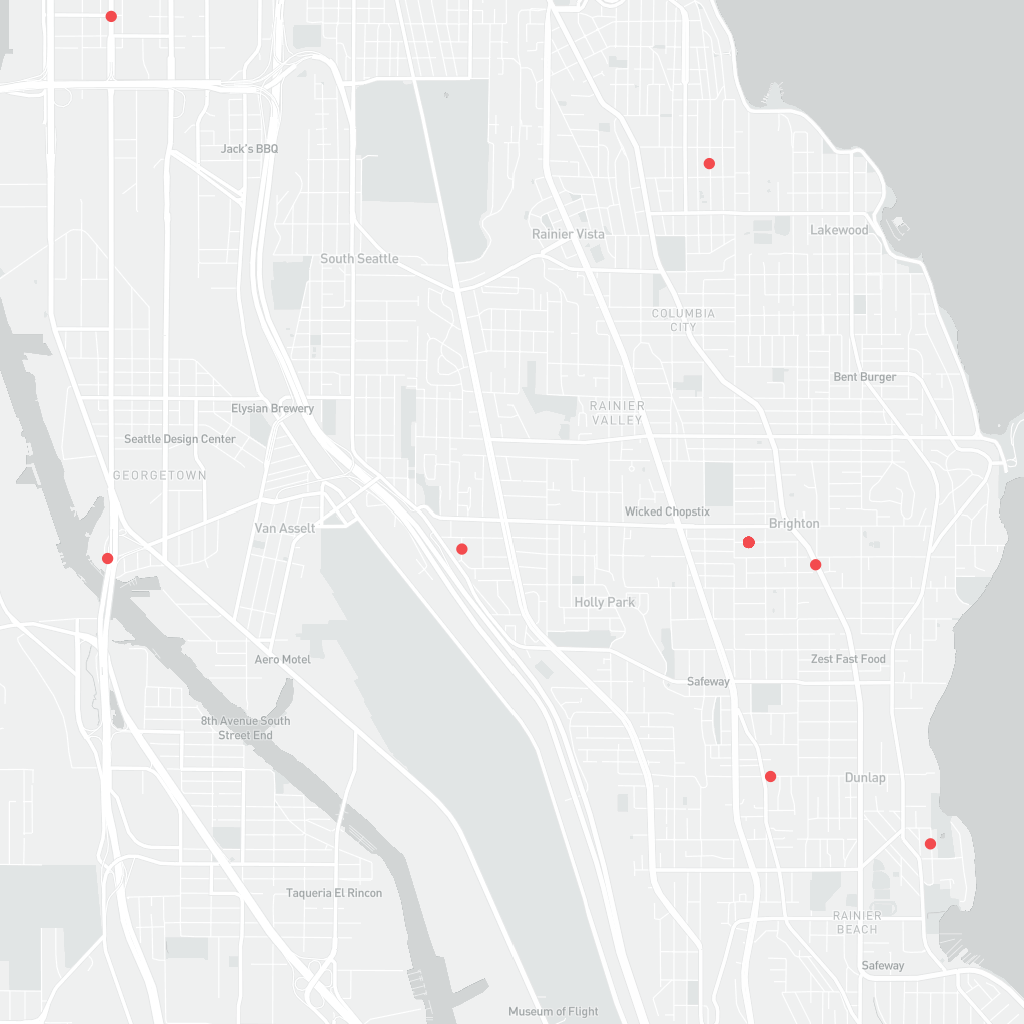 Jack's BBQ
Lakewood
Rainier Vista
South Seattle
COLUMBIA
CITY
Bent Burger
Elysian Brewery
RAINIER
VALLEY
Seattle Design Center
GEORGETOWN
Wicked Chopstix
Van Asselt
Brighton
Holly Park
Aero Motel
Zest Fast Food
Safeway
8th Avenue South
Street End
Dunlap
Taqueria El Rincon
RAINIER
BEACH
Safeway
Museum of Flight